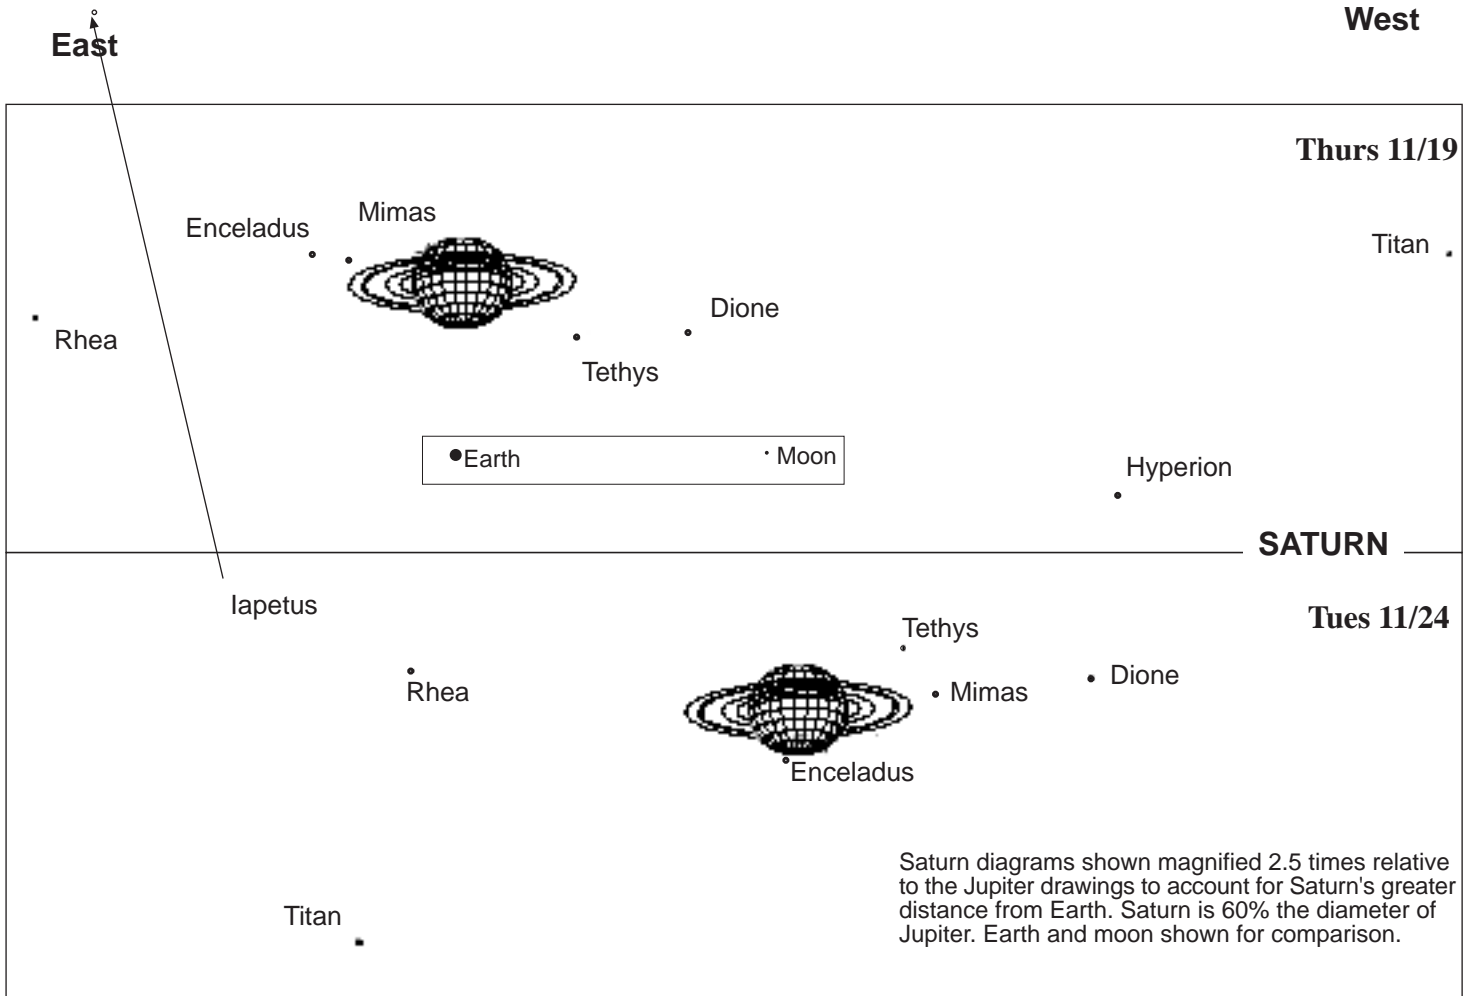 East
West
Thurs 11/19
Mimas
Enceladus
Titan
Dione
Rhea
Tethys
Earth
Moon
Hyperion
SATURN
Iapetus
Tues 11/24
Tethys
Dione
Rhea
Mimas
Enceladus
Saturn diagrams shown magnified 2.5 times relative
to the Jupiter drawings to account for Saturn's greater
distance from Earth. Saturn is 60% the diameter of
Jupiter. Earth and moon shown for comparison.
Titan